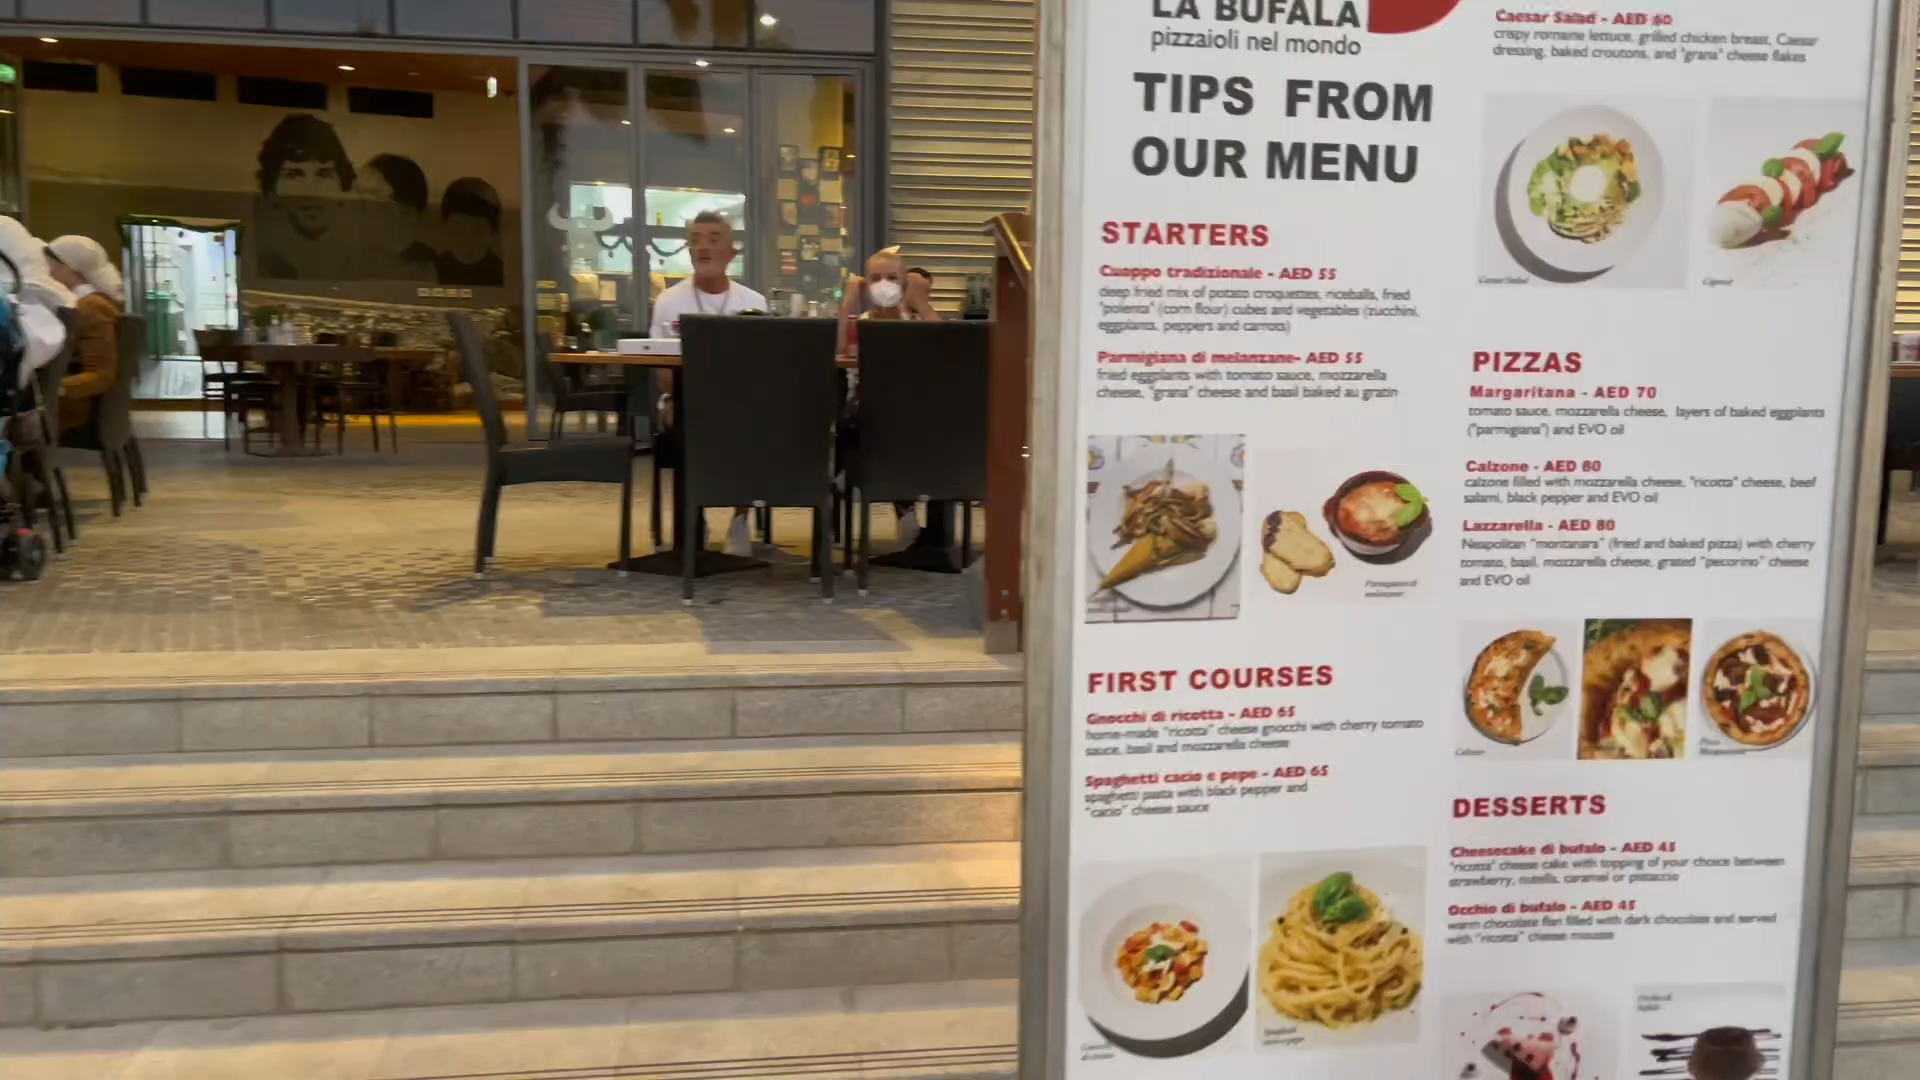 LA BUFALA
pizzaioli nel mondo
TIPS FROM
OUR MENU
STARTERS
Cuoppo tradizionale - AED 55
deep fried mix of potato croquettes, riceballs, fried
"polenta" (corn flour) cubes and vegetables (zucchini,
eggplants, peppers and carrots)
Parmigiana di melanzane- AED 55
fried eggplants with tomato sauce, mozzarella
cheese, "grana" cheese and basil baked au gratin
Parmigiana di
melanzane
FIRST COURSES
Gnocchi di ricotta - AED 65
home-made "ricotta" cheese gnocchi with cherry tomato
sauce, basil and mozzarella cheese
Spaghetti cacio e pepe - AED 65
spaghetti pasta with black pepper and
"cacio" cheese sauce
Caesar Salad - AED 60
crispy romaine lettuce, grilled chicken breast, Caesar
dressing, baked croutons, and "grana" cheese flakes
Caesar Salad
Caprese
PIZZAS
Margaritana - AED 70
tomato sauce, mozzarella cheese, layers of baked eggplants
("parmigiana") and EVO oil
Calzone - AED 80
calzone filled with mozzarella cheese, "ricotta" cheese, beef
salami, black pepper and EVO oil
Lazzarella - AED 80
Neapolitan "montanara" (fried and baked pizza) with cherry
tomato, basil, mozzarella cheese, grated "pecorino" cheese
and EVO oil
Calzone
DESSERTS
Cheesecake di bufala - AED 45
"ricotta" cheese cake with topping of your choice between
strawberry, nutella, caramel or pistaccio
Occhio di bufalo - AED 45
warm chocolate flan filled with dark chocolate and served
with "ricotta" cheese mousse